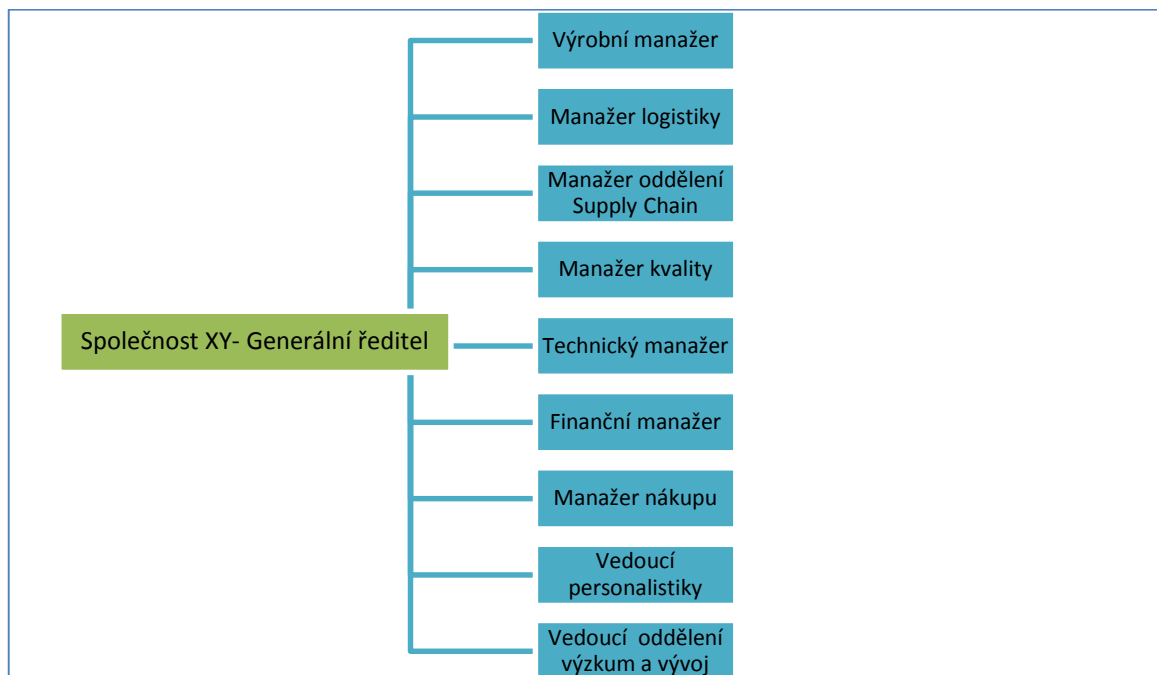 Výrobní manažer
Manažer logistiky
Manažer oddělení
Supply Chain
Manažer kvality
Společnost XY- Generální ředitel
Technický manažer
Finanční manažer
Manažer nákupu
Vedoucí
personalistiky
Vedoucí  oddělení
výzkum a vývoj